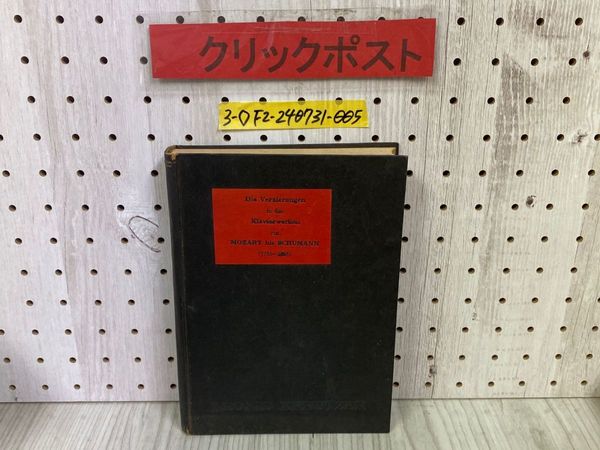 クリックポスト
3-◇F2-240731-005
Die Verzierungen
in den
Klavierwerken
von
MOZART bis SCHUMANN